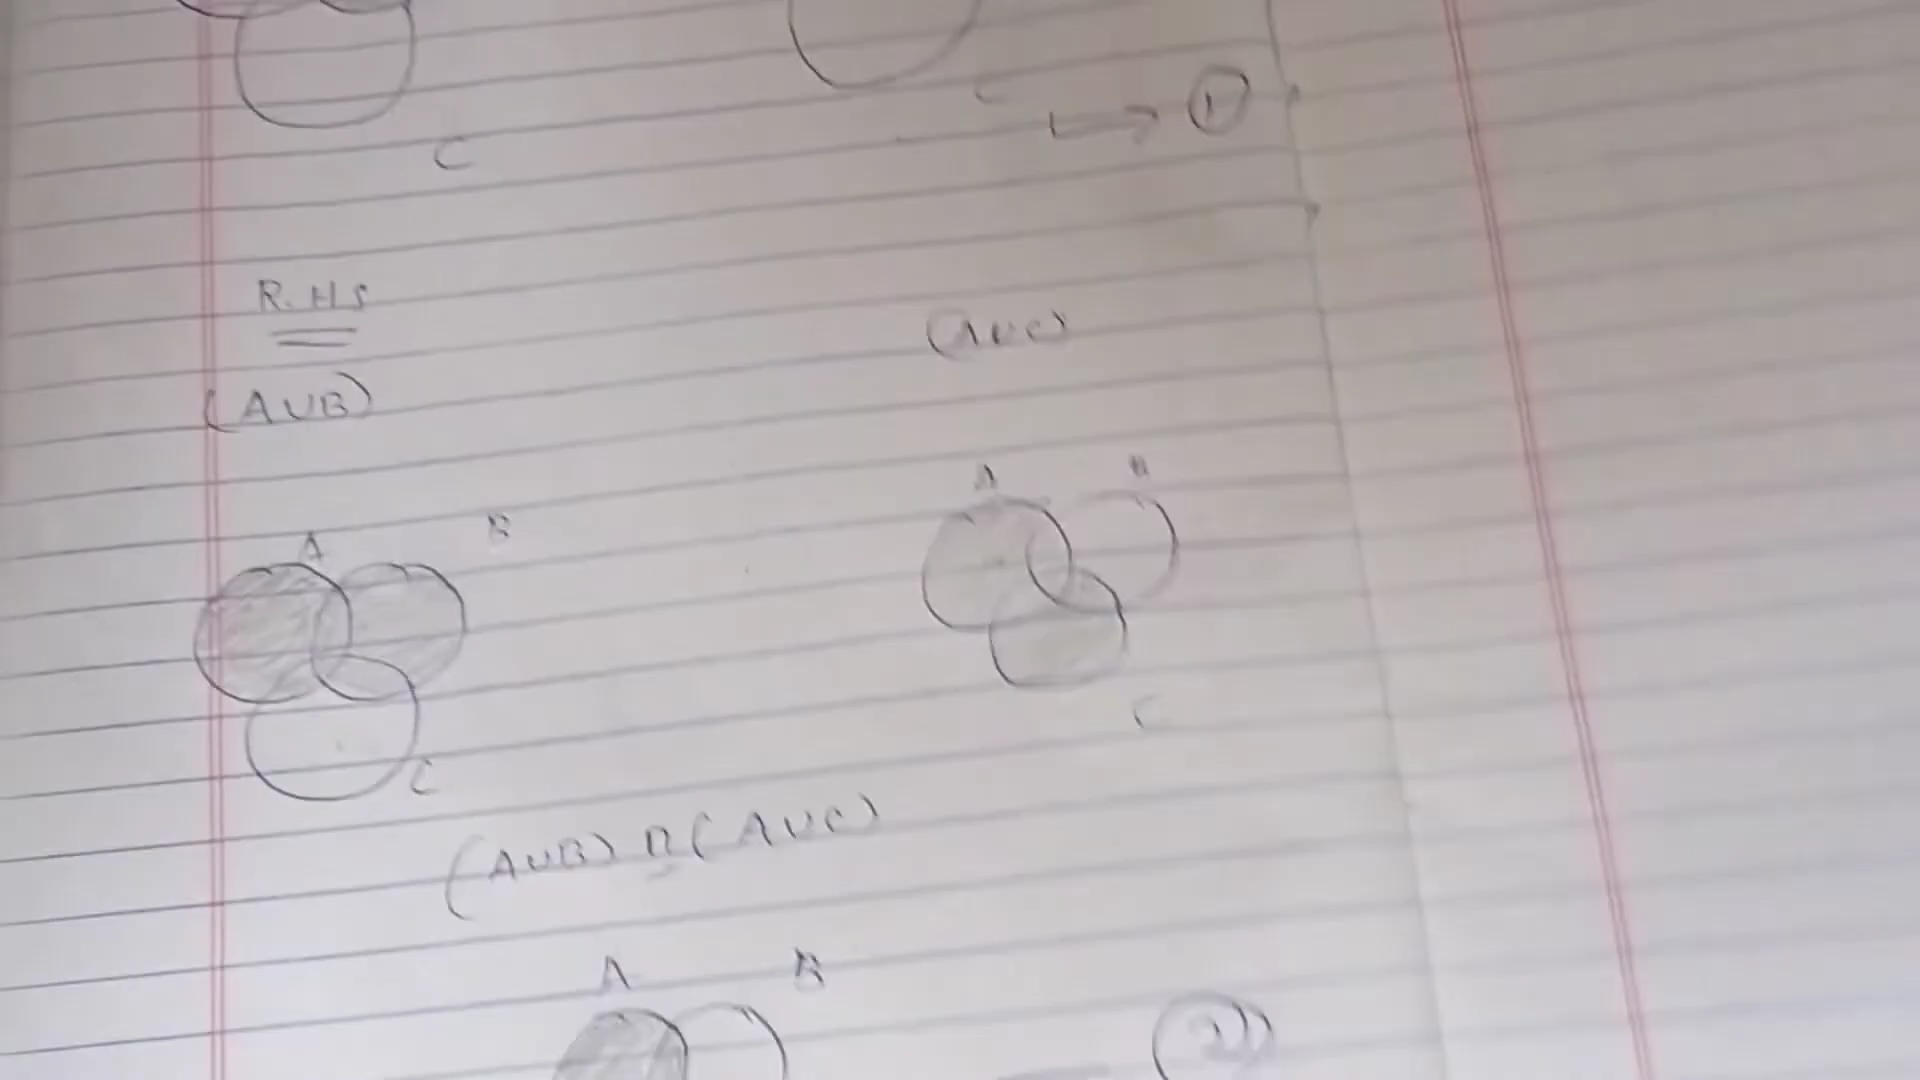 C
C
→ 1
R.H.S
(A∪C)
(A∪B)
A B
A B
C
C
(A∪B) ∩ (A∪C)
A B
2